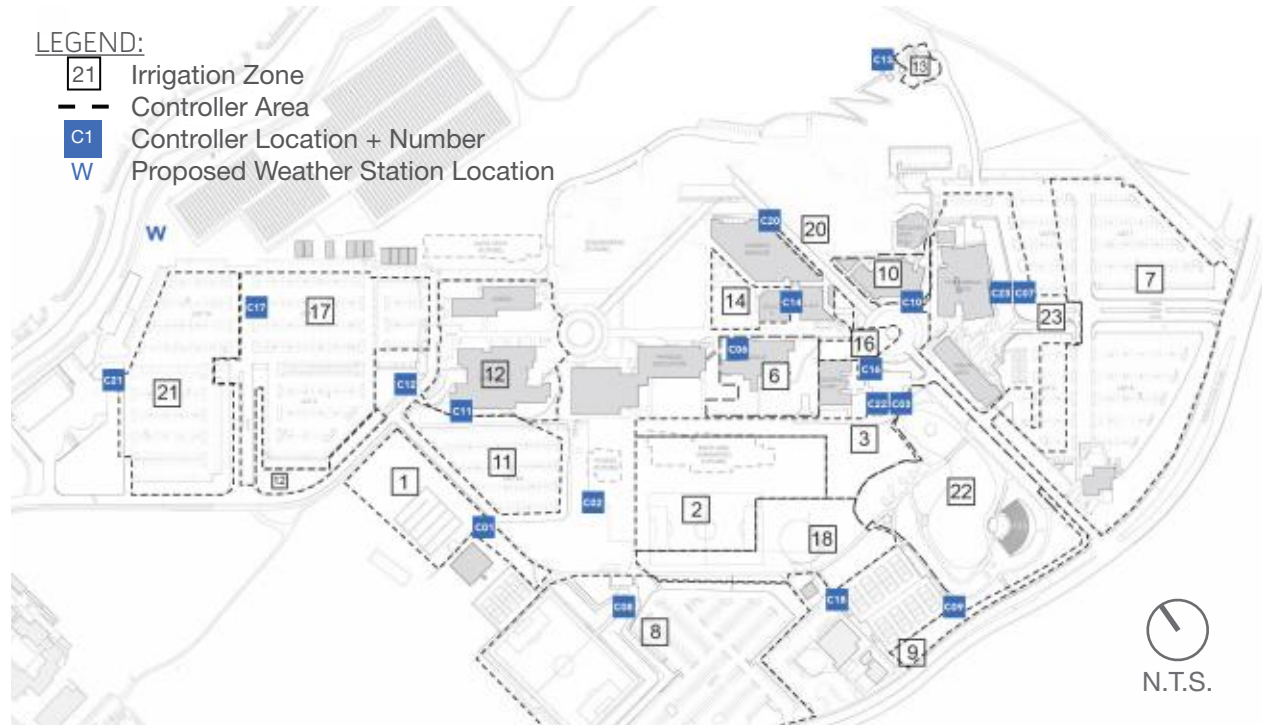 LEGEND:
21 Irrigation Zone
Controller Area
C1 Controller Location + Number
W Proposed Weather Station Location
C13
13
W
C20
20
10
7
C17
17
14
C14
C10
C07
23
C06
16
C21
21
C12
12
6
C16
C11
C22
C03
3
12
1
11
22
2
C02
18
C01
C08
C18
C09
8
9
N.T.S.